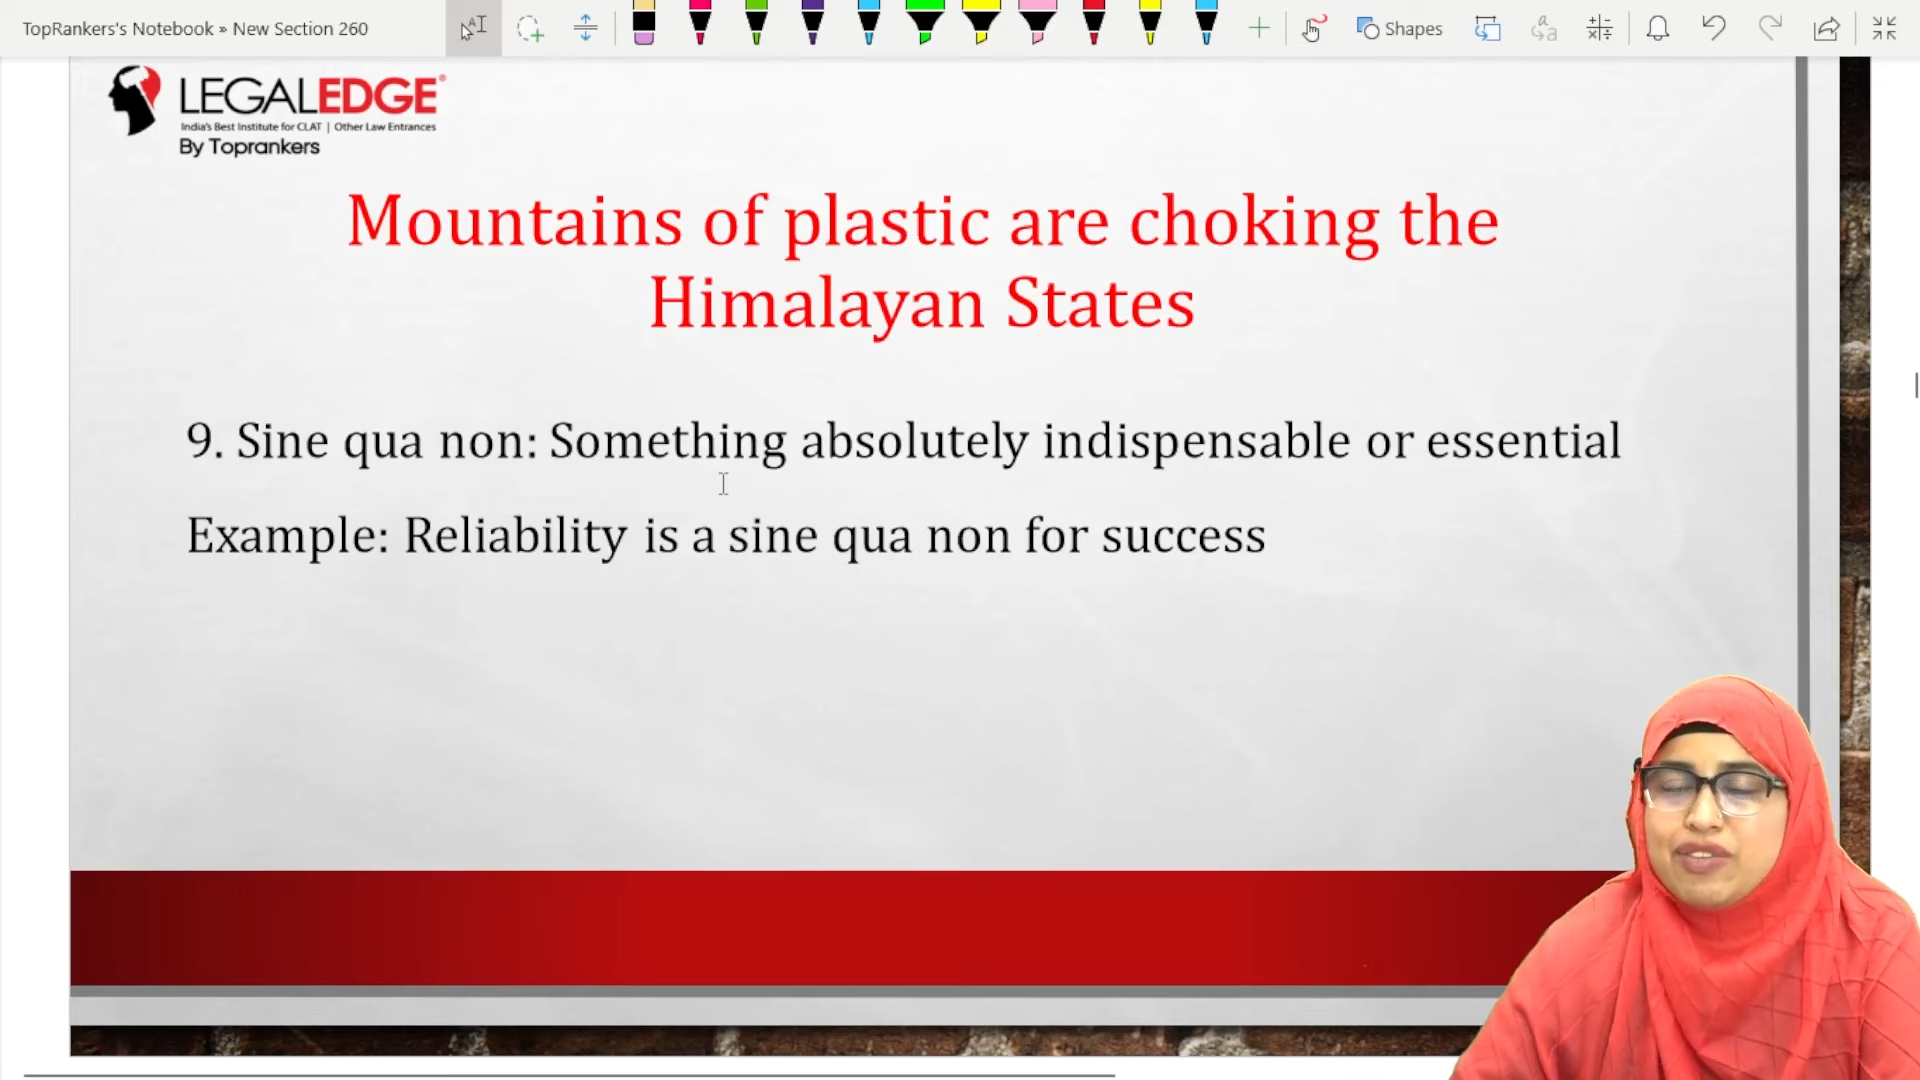 TopRankers's Notebook » New Section 260
Shapes
LEGALEDGE
India's Best Institute for CLAT | Other Law Entrances
By Toprankers
Mountains of plastic are choking the
Himalayan States
9. Sine qua non: Something absolutely indispensable or essential
Example: Reliability is a sine qua non for success